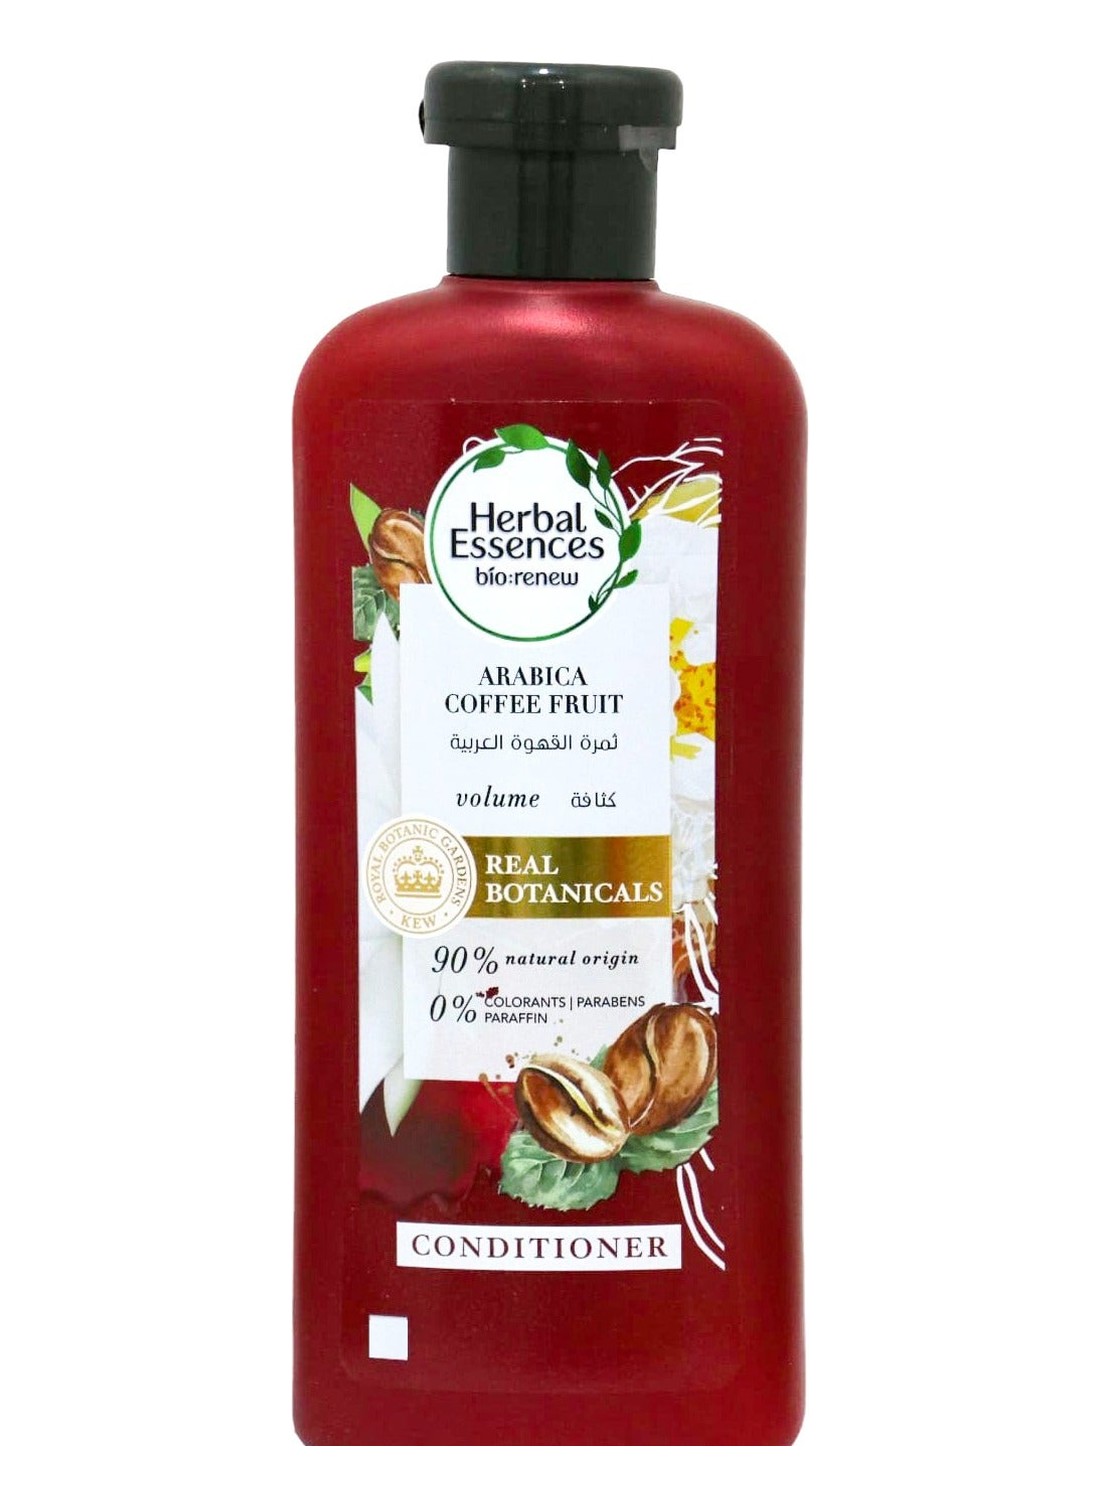 Herbal
Essences
bío:renew
ARABICA
COFFEE FRUIT
ثمرة القهوة العربية
volume كثافة
ROYAL BOTANIC GARDENS
KEW
REAL
BOTANICALS
90% natural origin
0% COLORANTS | PARABENS
PARAFFIN
CONDITIONER